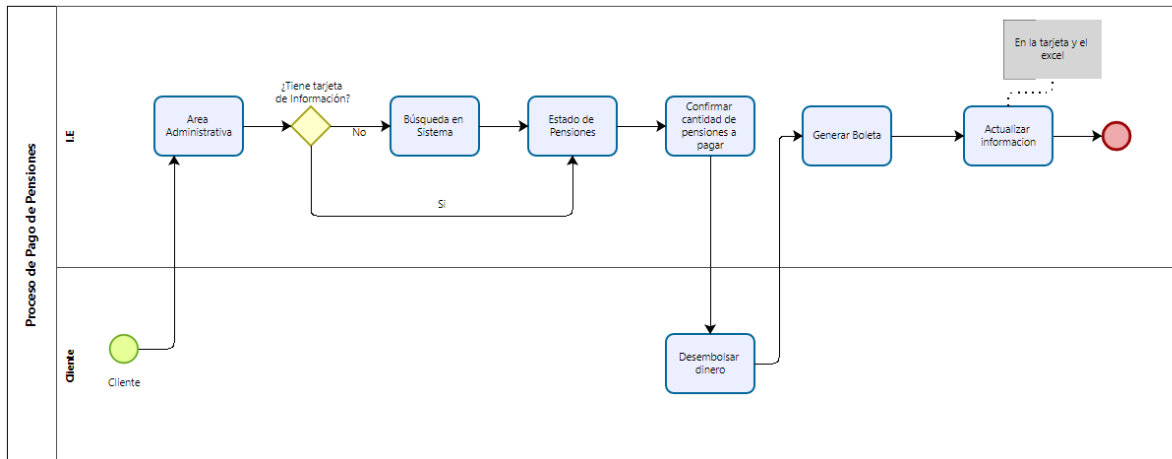 Proceso de Pago de Pensiones
I.E
En la tarjeta y el
excel
¿Tiene tarjeta
de Información?
Area
Administrativa
No
Búsqueda en
Sistema
Estado de
Pensiones
Confirmar
cantidad de
pensiones a
pagar
Generar Boleta
Actualizar
informacion
Si
Cliente
Cliente
Desembolsar
dinero